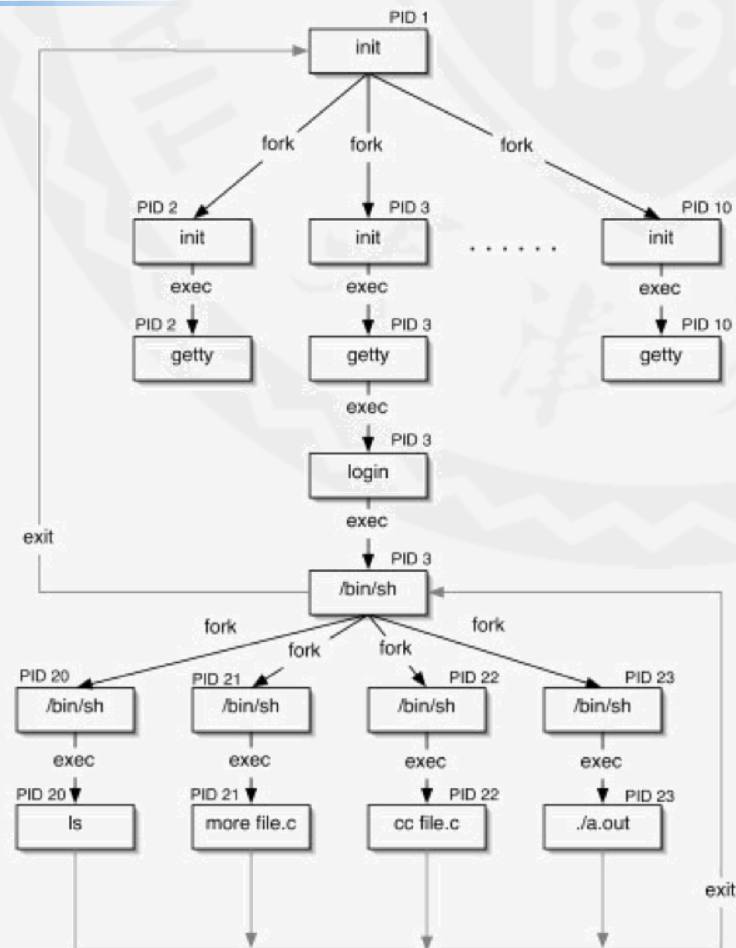 PID 1
init
fork
fork
fork
PID 2
PID 3
PID 10
init
init
......
init
exec
exec
exec
PID 2
PID 3
PID 10
getty
getty
getty
exec
PID 3
login
exec
exit
PID 3
/bin/sh
fork
fork
fork
fork
PID 20
PID 21
PID 22
PID 23
/bin/sh
/bin/sh
/bin/sh
/bin/sh
exec
exec
exec
exec
PID 20
PID 21
PID 22
PID 23
ls
more file.c
cc file.c
./a.out
exit